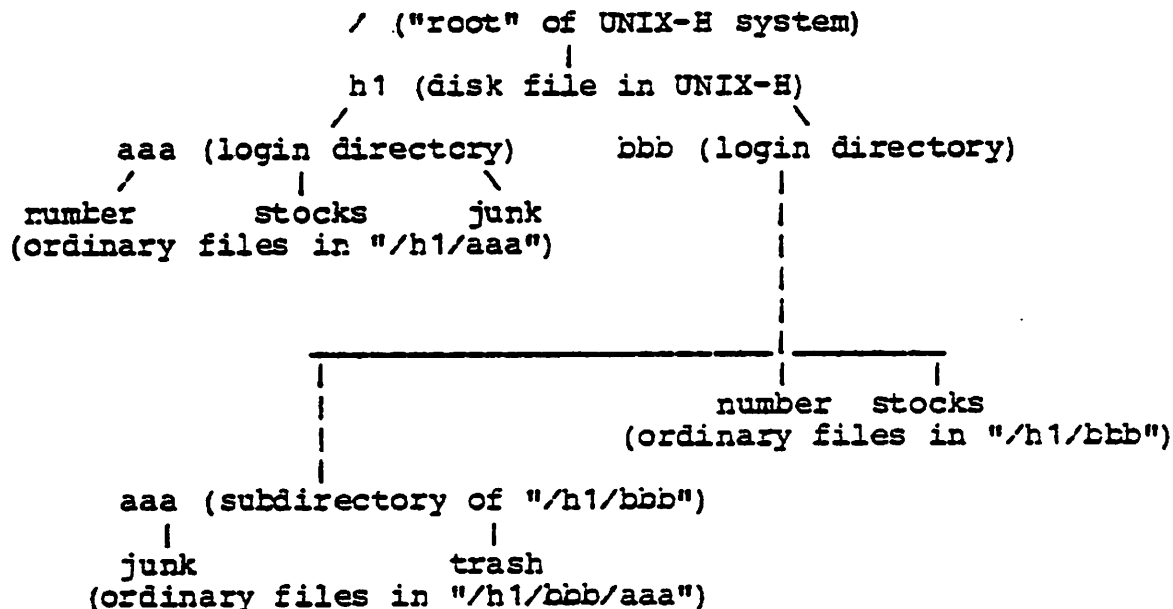 / ("root" of UNIX-H system)
h1 (disk file in UNIX-H)
aaa (login directory) bbb (login directory)
number stocks junk
(ordinary files in "/h1/aaa")
number stocks
(ordinary files in "/h1/bbb")
aaa (subdirectory of "/h1/bbb")
junk trash
(ordinary files in "/h1/bbb/aaa")